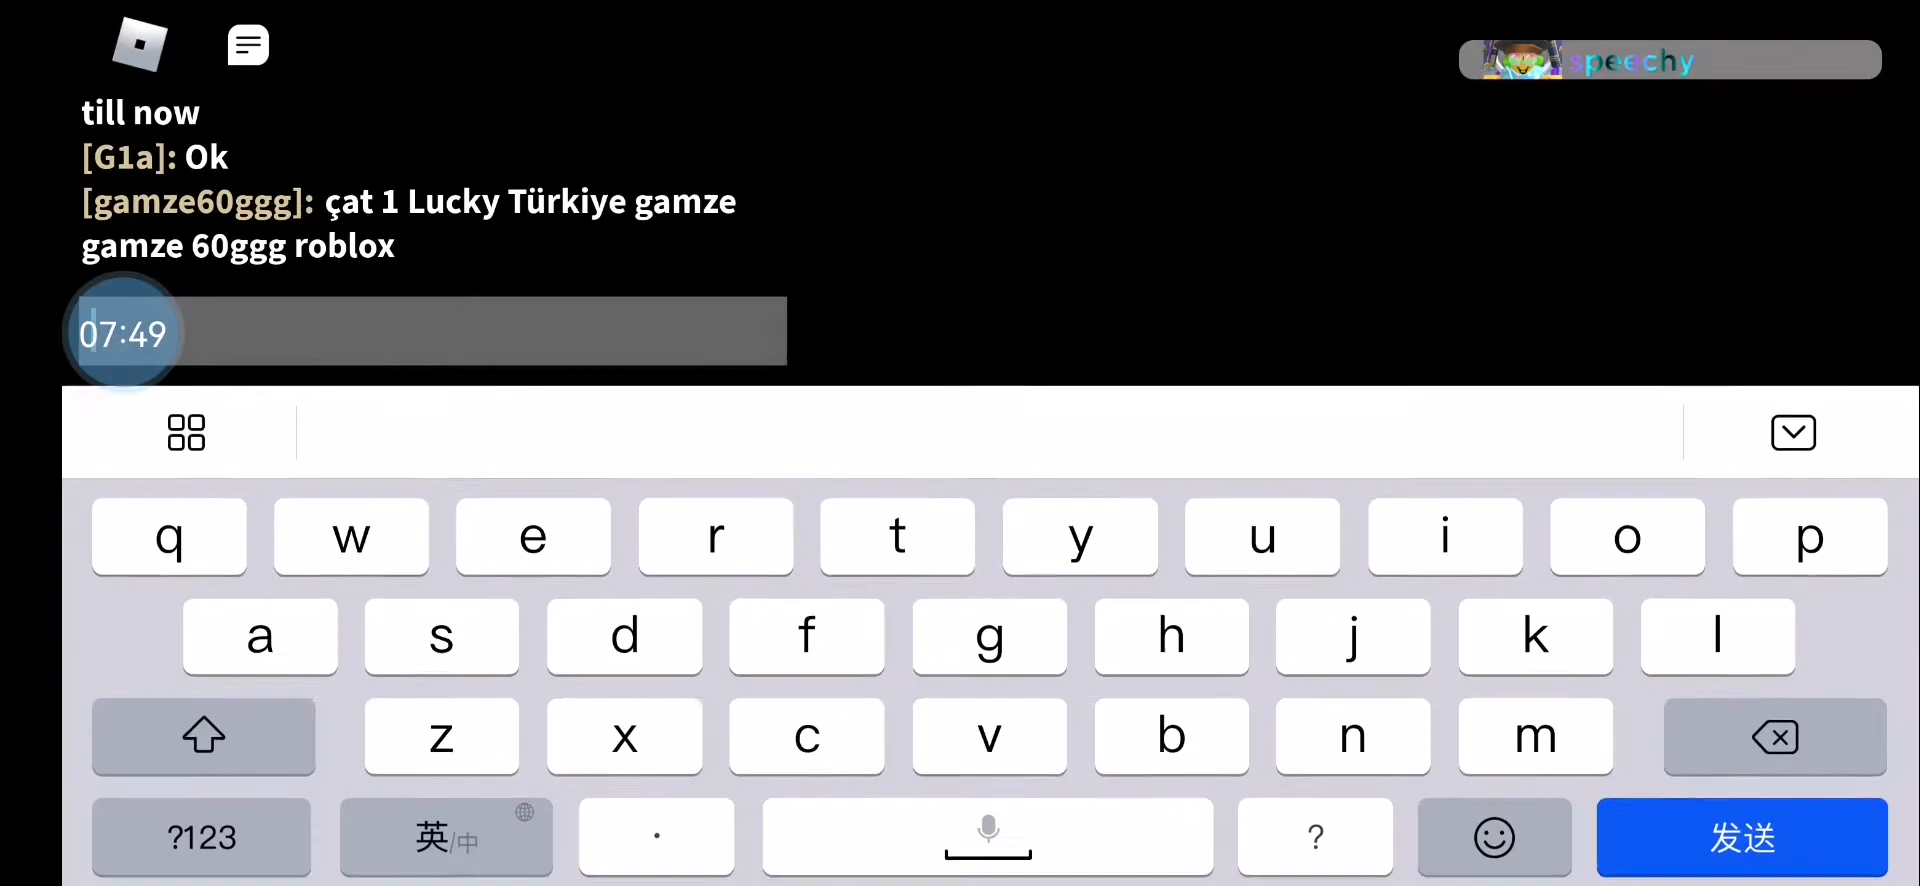 speechy
till now
[G1a]: Ok
[gamze60ggg]: çat 1 Lucky Türkiye gamze
gamze 60ggg roblox
07:49
q w e r t y u i o p
a s d f g h j k l
z x c v b n m
?123 英/中 . ? 发送